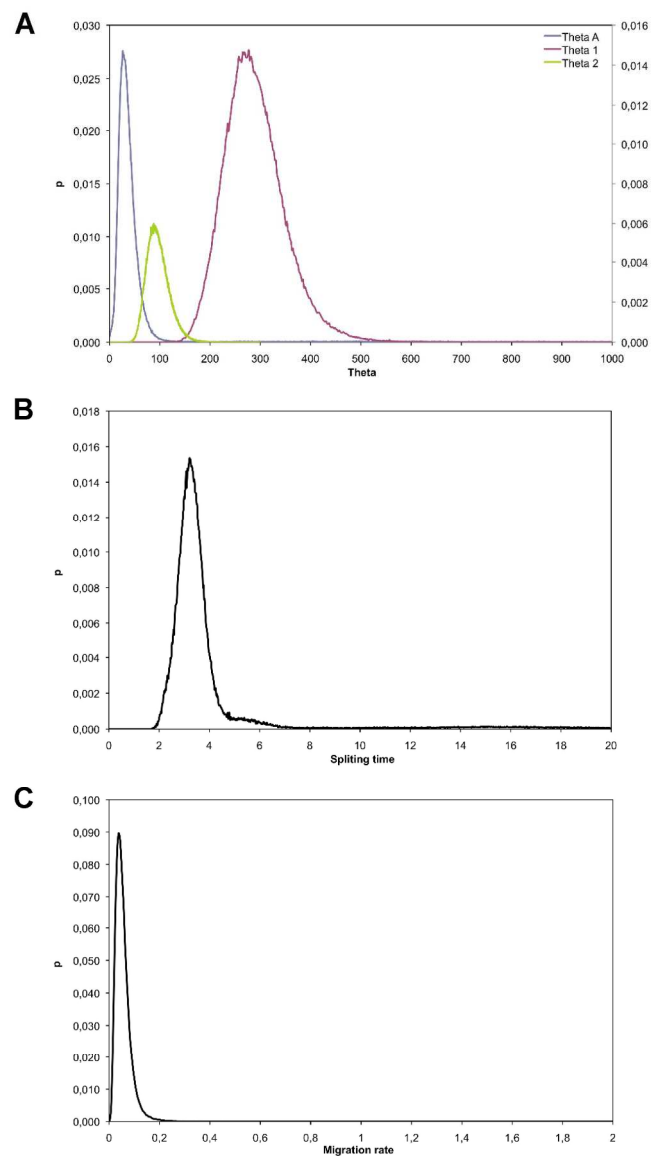 A
0,030
0,025
0,020
0,015
0,010
0,005
0,000
p
0,016
0,014
0,012
0,010
0,008
0,006
0,004
0,002
0,000
Theta A
Theta 1
Theta 2
0 100 200 300 400 500 600 700 800 900 1000
Theta
B
0,018
0,016
0,014
0,012
0,010
0,008
0,006
0,004
0,002
0,000
p
0 2 4 6 8 10 12 14 16 18 20
Spliting time
C
0,100
0,090
0,080
0,070
0,060
0,050
0,040
0,030
0,020
0,010
0,000
p
0 0,2 0,4 0,6 0,8 1 1,2 1,4 1,6 1,8 2
Migration rate